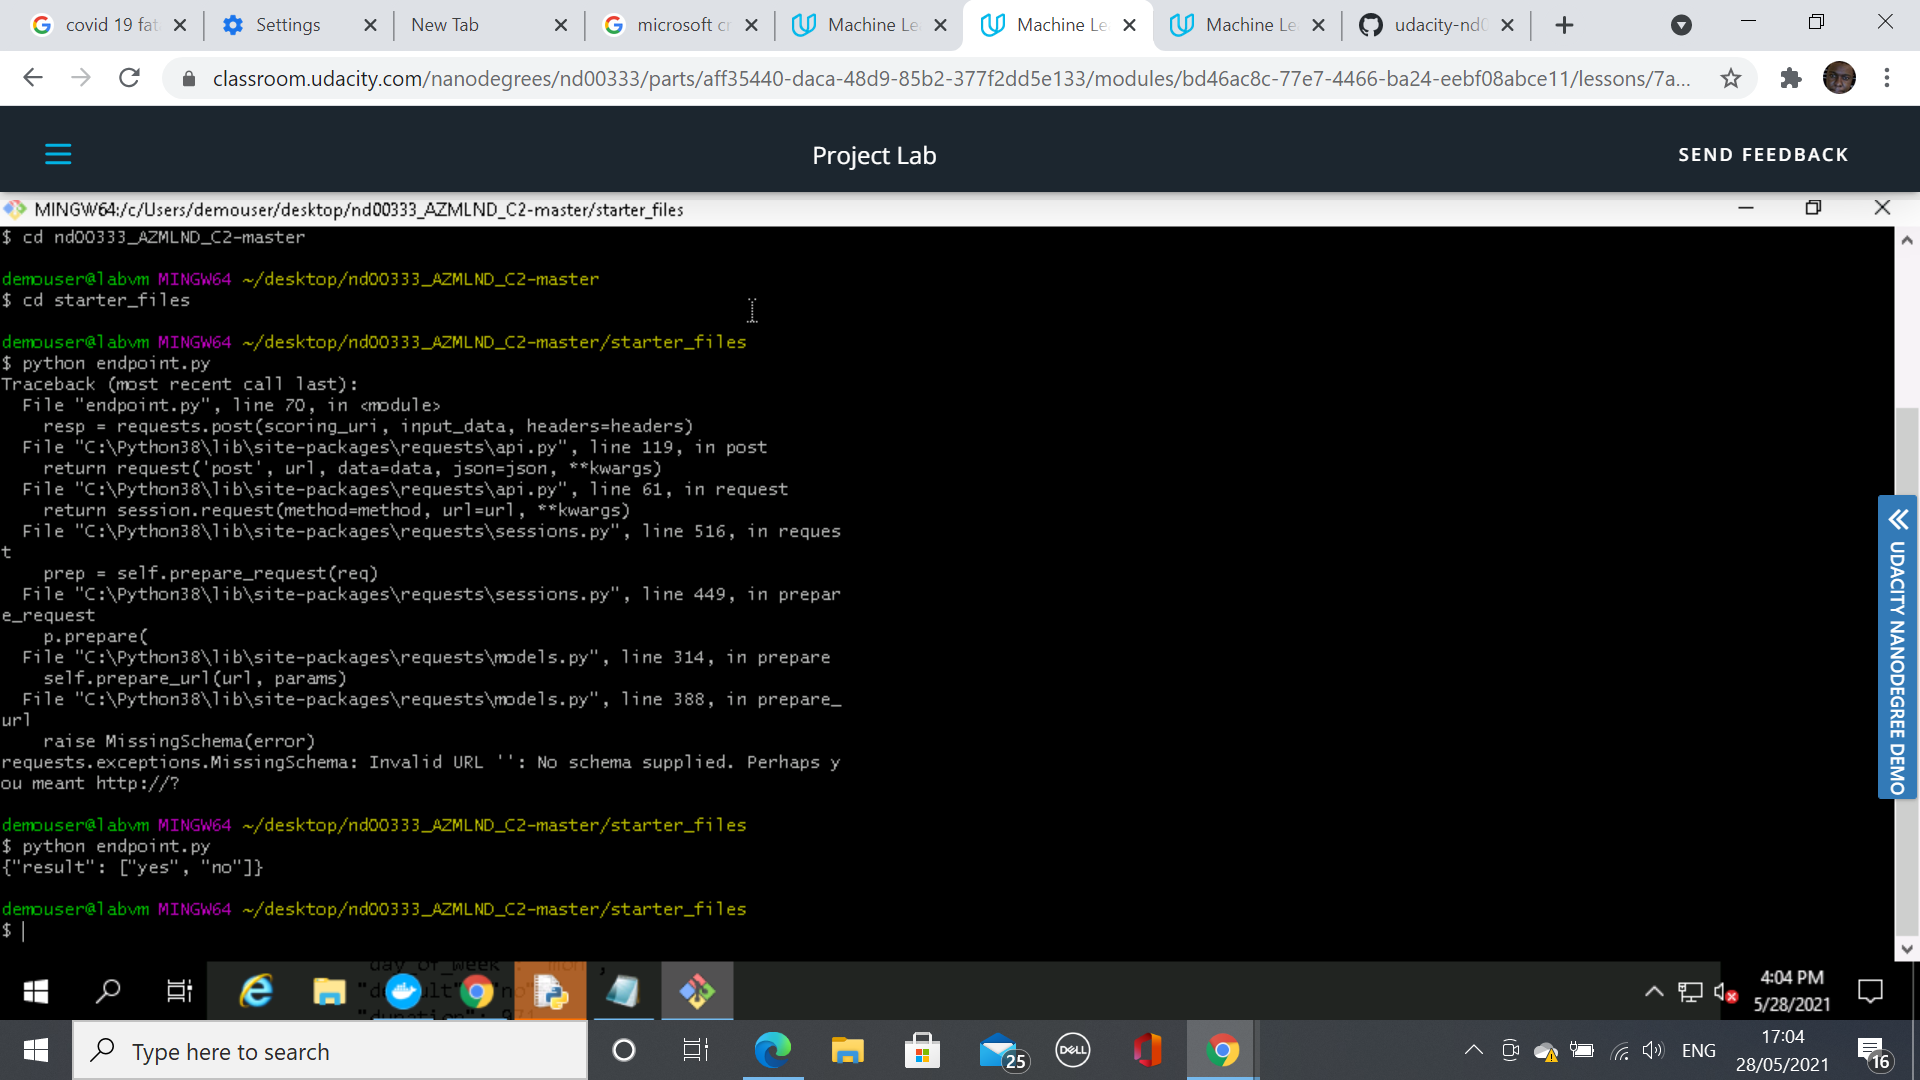 covid 19 fat
Settings
New Tab
microsoft cr
Machine Le
Machine Le
Machine Le
udacity-nd0
classroom.udacity.com/nanodegrees/nd00333/parts/aff35440-daca-48d9-85b2-377f2dd5e133/modules/bd46ac8c-77e7-4466-ba24-eebf08abce11/lessons/7a...
Project Lab
SEND FEEDBACK
MINGW64:/c/Users/demouser/desktop/nd00333_AZMLND_C2-master/starter_files
$ cd nd00333_AZMLND_C2-master
demouser@labvm MINGW64 ~/desktop/nd00333_AZMLND_C2-master
$ cd starter_files
demouser@labvm MINGW64 ~/desktop/nd00333_AZMLND_C2-master/starter_files
$ python endpoint.py
Traceback (most recent call last):
File "endpoint.py", line 70, in <module>
resp = requests.post(scoring_uri, input_data, headers=headers)
File "C:\Python38\lib\site-packages\requests\api.py", line 119, in post
return request('post', url, data=data, json=json, **kwargs)
File "C:\Python38\lib\site-packages\requests\api.py", line 61, in request
return session.request(method=method, url=url, **kwargs)
File "C:\Python38\lib\site-packages\requests\sessions.py", line 516, in reques
t
prep = self.prepare_request(req)
File "C:\Python38\lib\site-packages\requests\sessions.py", line 449, in prepar
e_request
p.prepare(
File "C:\Python38\lib\site-packages\requests\models.py", line 314, in prepare
self.prepare_url(url, params)
File "C:\Python38\lib\site-packages\requests\models.py", line 388, in prepare_
url
raise MissingSchema(error)
requests.exceptions.MissingSchema: Invalid URL '': No schema supplied. Perhaps y
ou meant http://?
demouser@labvm MINGW64 ~/desktop/nd00333_AZMLND_C2-master/starter_files
$ python endpoint.py
{"result": ["yes", "no"]}
demouser@labvm MINGW64 ~/desktop/nd00333_AZMLND_C2-master/starter_files
$
UDACITY NANODEGREE DEMO
4:04 PM
5/28/2021
Type here to search
25
DELL
ENG
17:04
28/05/2021
16